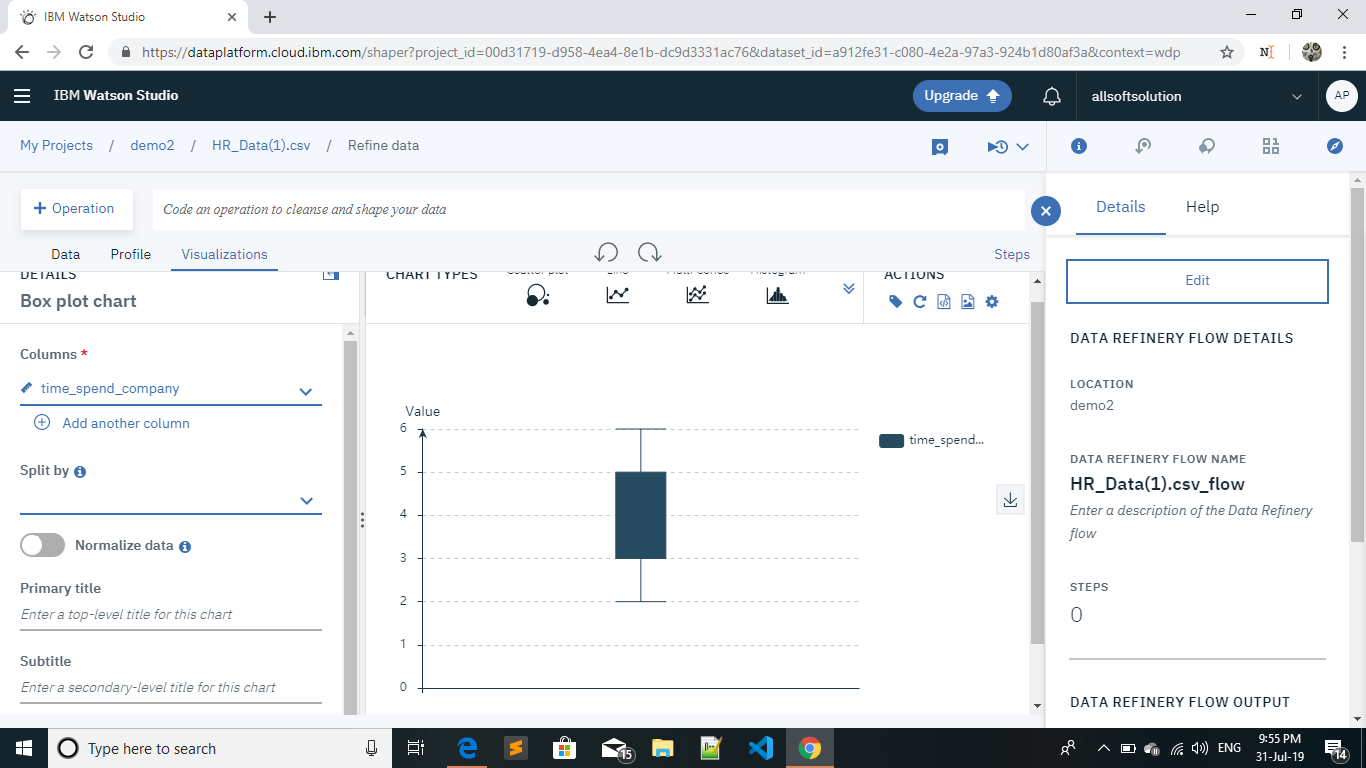 IBM Watson Studio
https://dataplatform.cloud.ibm.com/shaper?project_id=00d31719-d958-4ea4-8e1b-dc9d3331ac76&dataset_id=a912fe31-c080-4e2a-97a3-924b1d80af3a&context=wdp
IBM Watson Studio
Upgrade
allsoftsolution
AP
My Projects / demo2 / HR_Data(1).csv / Refine data
+ Operation
Code an operation to cleanse and shape your data
Data Profile Visualizations
Steps
DETAILS
Box plot chart
Columns *
time_spend_company
Add another column
Split by
Normalize data
Primary title
Enter a top-level title for this chart
Subtitle
Enter a secondary-level title for this chart
CHART TYPES
Scatter plot Line Multi-series Histogram
ACTIONS
Value
6
5
4
3
2
1
0
time_spend...
Details Help
Edit
DATA REFINERY FLOW DETAILS
LOCATION
demo2
DATA REFINERY FLOW NAME
HR_Data(1).csv_flow
Enter a description of the Data Refinery
flow
STEPS
0
DATA REFINERY FLOW OUTPUT
Type here to search
15
ENG
9:55 PM
31-Jul-19
14